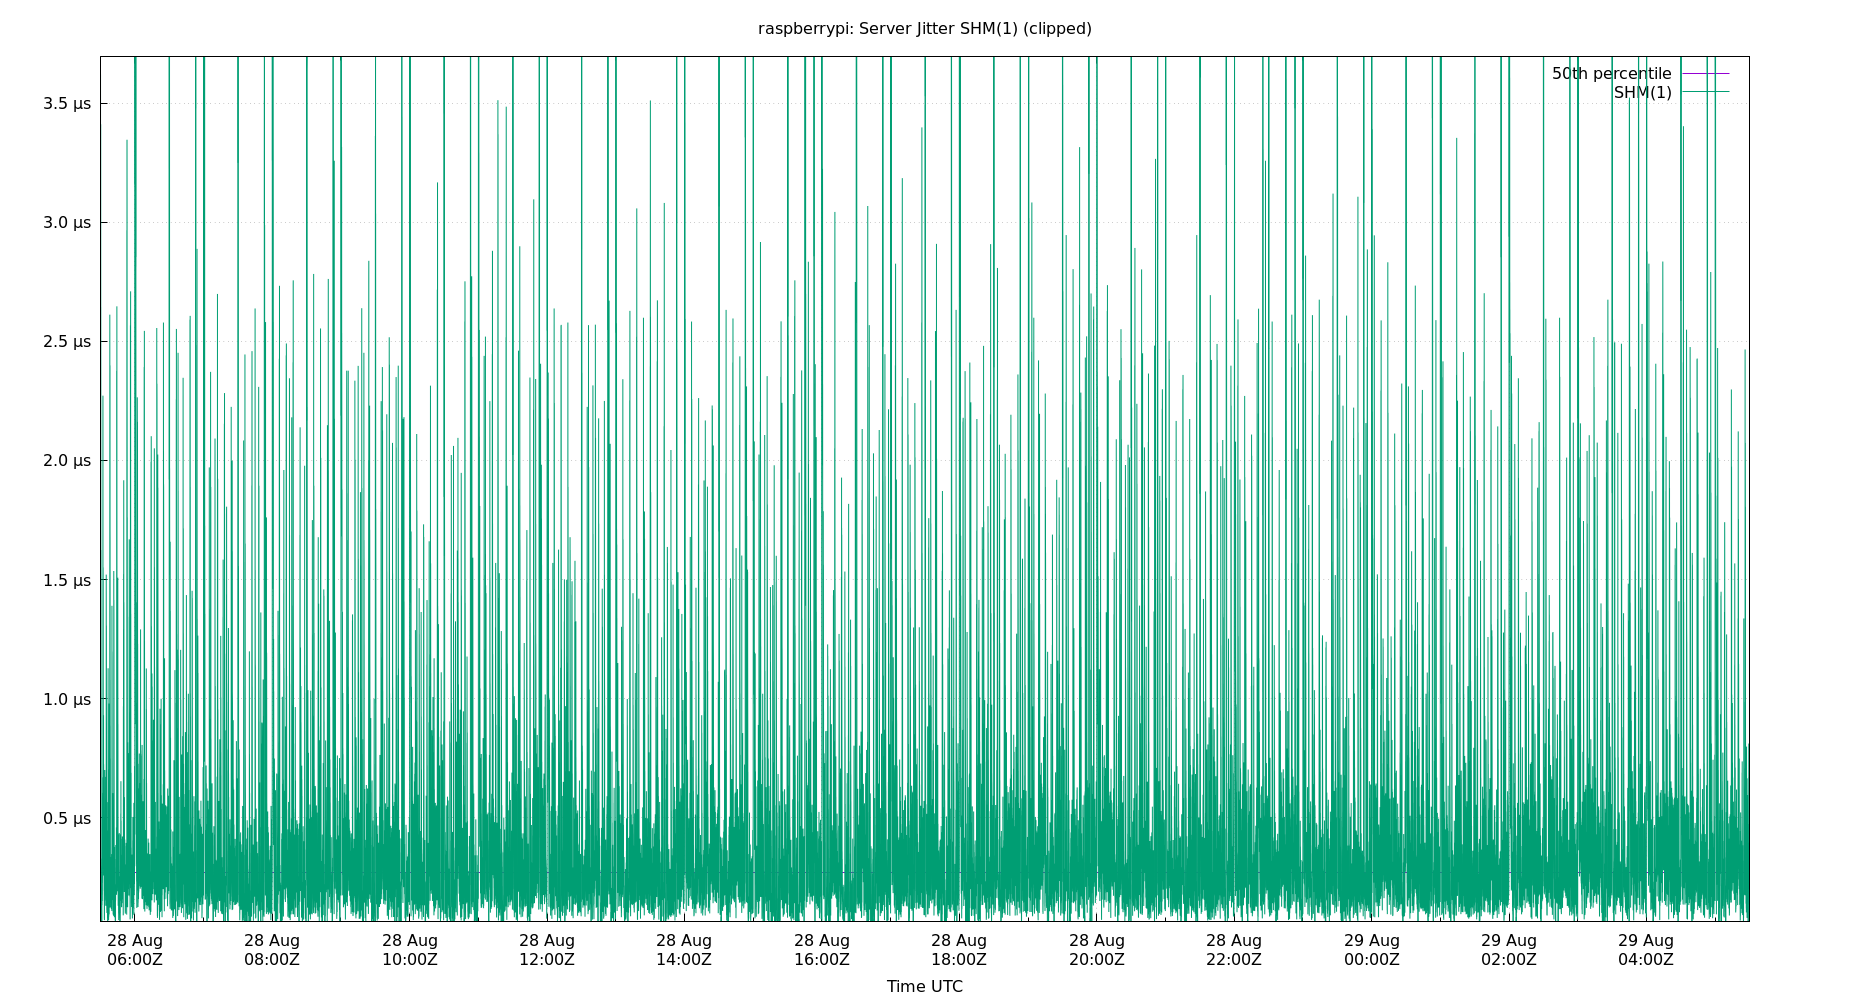 raspberrypi: Server Jitter SHM(1) (clipped)
50th percentile
SHM(1)
3.5 µs
3.0 µs
2.5 µs
2.0 µs
1.5 µs
1.0 µs
0.5 µs
28 Aug 28 Aug 28 Aug 28 Aug 28 Aug 28 Aug 28 Aug 28 Aug 28 Aug 29 Aug 29 Aug 29 Aug
06:00Z 08:00Z 10:00Z 12:00Z 14:00Z 16:00Z 18:00Z 20:00Z 22:00Z 00:00Z 02:00Z 04:00Z
Time UTC